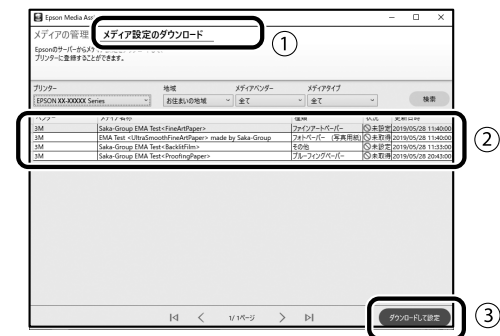 Epson Media Ass
メディアの管理 メディア設定のダウンロード
①
Epsonのサーバーから
プリンターに登録することができます。
プリンター 地域 メディアベンダー メディアタイプ
EPSON XX-XXXXX Series お住まいの地域 全て 全て 検索
3M Saka-Group EMA Test<FineArtPaper> ファインアートペーパー 未設定 2019/05/28 11:40:00
3M EMA Test <UltraSmoothFineArtPaper> made by Saka-Group フォトペーパー (写真用紙) 未取得 2019/05/28 11:40:00
3M Saka-Group EMA Test<BacklitFilm> その他 未設定 2019/05/28 11:33:00
3M Saka-Group EMA Test<ProofingPaper> プルーフィングペーパー 未取得 2019/05/28 20:43:00
②
1/ 1ページ
ダウンロードして設定
③